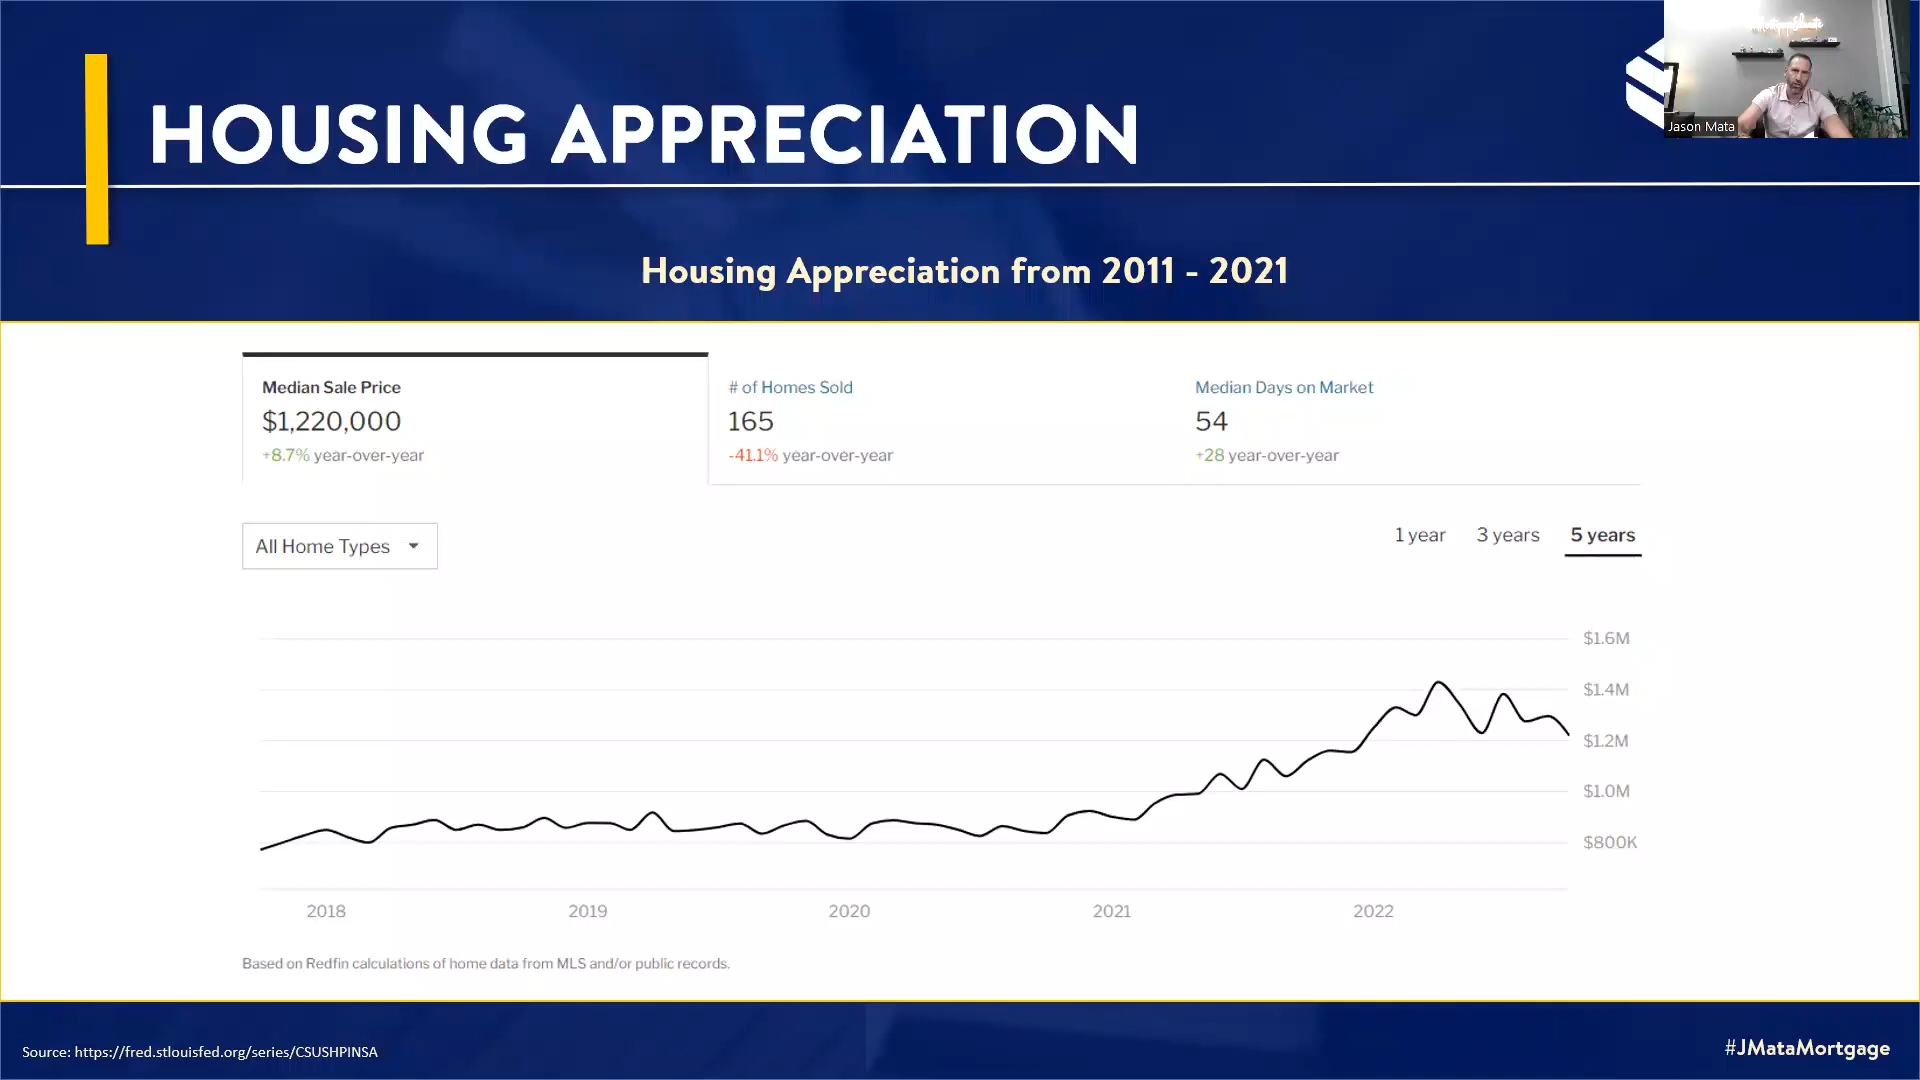 HOUSING APPRECIATION
Jason Mata
Housing Appreciation from 2011 - 2021
Median Sale Price
$1,220,000
+8.7% year-over-year
# of Homes Sold
165
-41.1% year-over-year
Median Days on Market
54
+28 year-over-year
All Home Types
1 year 3 years 5 years
$1.6M
$1.4M
$1.2M
$1.0M
$800K
2018 2019 2020 2021 2022
Based on Redfin calculations of home data from MLS and/or public records.
Source: https://fred.stlouisfed.org/series/CSUSHPINSA
#JMataMortgage